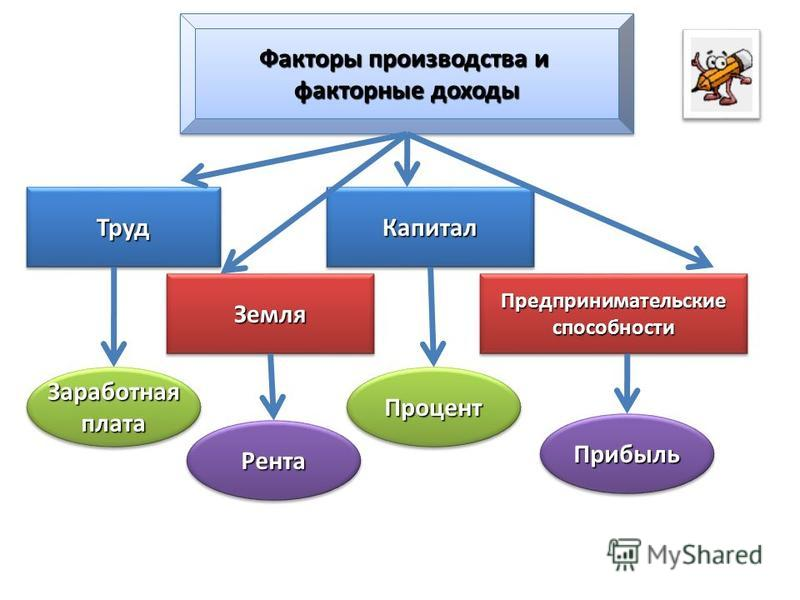 Факторы производства и
факторные доходы
Труд
Капитал
Земля
Предпринимательские
способности
Заработная
плата
Процент
Рента
Прибыль
MyShared